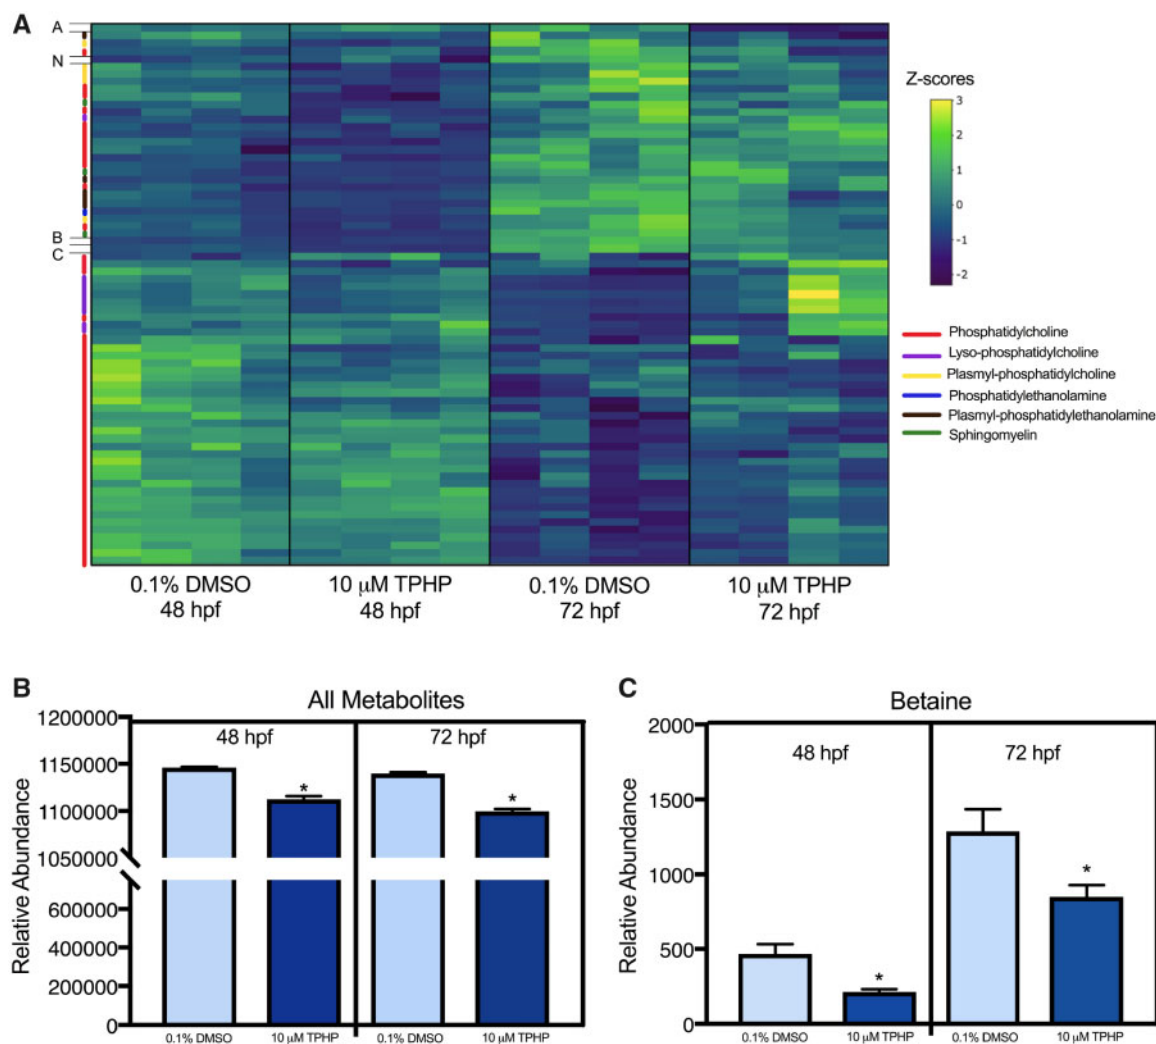 A
A
N
B
C
Z-scores
3
2
1
0
-1
-2
Phosphatidylcholine
Lyso-phosphatidylcholine
Plasmyl-phosphatidylcholine
Phosphatidylethanolamine
Plasmyl-phosphatidylethanolamine
Sphingomyelin
0.1% DMSO
48 hpf
10 μM TPHP
48 hpf
0.1% DMSO
72 hpf
10 μM TPHP
72 hpf
B
All Metabolites
Relative Abundance
1200000
1150000
1100000
1050000
600000
400000
200000
0
48 hpf
72 hpf
*
*
0.1% DMSO
10 μM TPHP
0.1% DMSO
10 μM TPHP
C
Betaine
Relative Abundance
2000
1500
1000
500
0
48 hpf
72 hpf
*
*
0.1% DMSO
10 μM TPHP
0.1% DMSO
10 μM TPHP